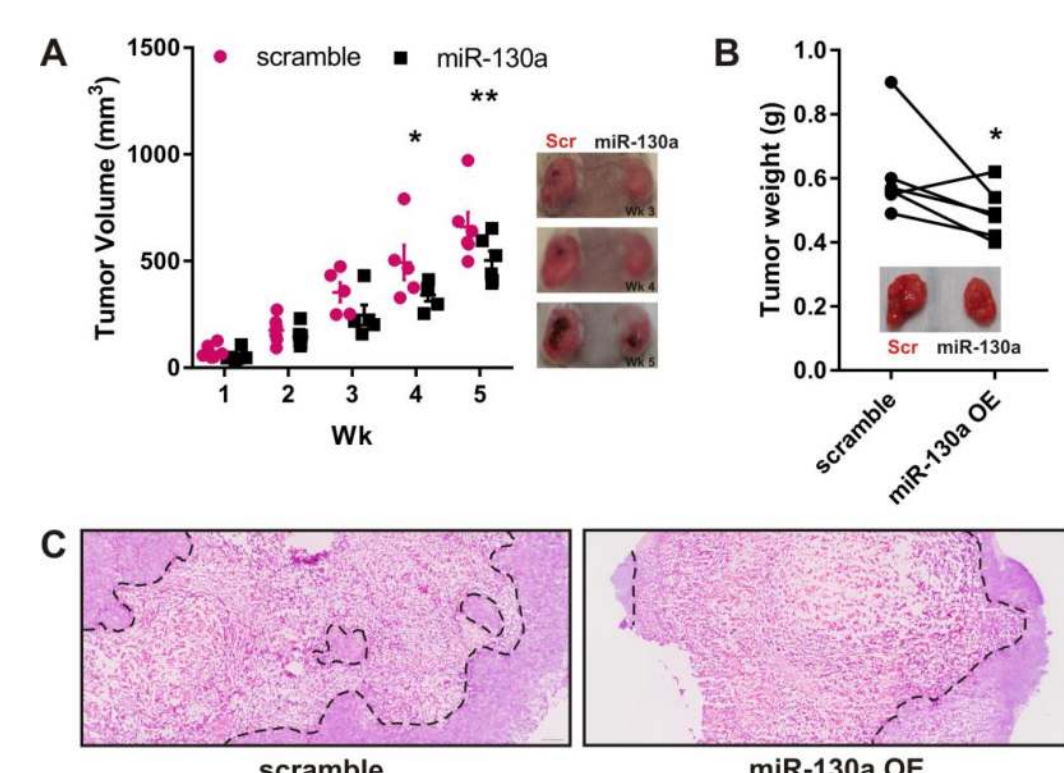 A
scramble
miR-130a
Tumor Volume (mm³)
1500
1000
500
0
*
**
1 2 3 4 5
Wk
Scr miR-130a
Wk 3
Wk 4
Wk 5
B
Tumor weight (g)
1.0
0.8
0.6
0.4
0.2
0.0
*
Scr miR-130a
scramble
miR-130a OE
C
scramble
miR-130a OE